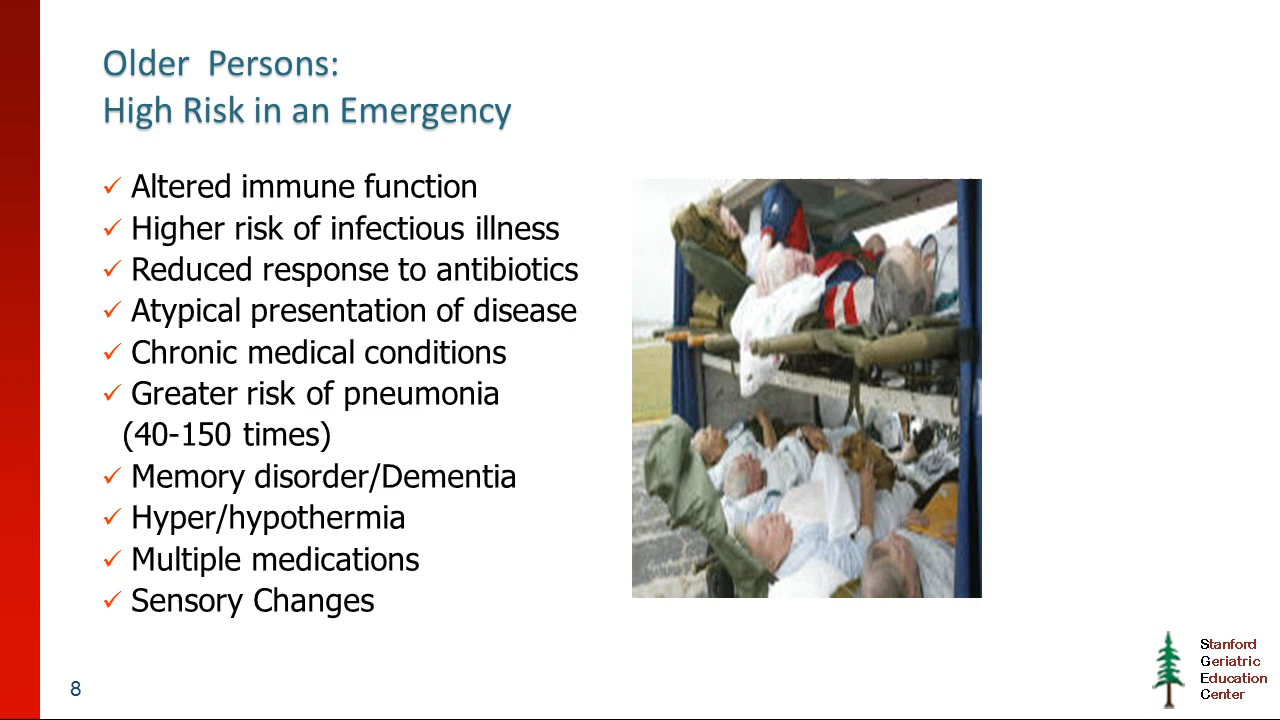 Older Persons:
High Risk in an Emergency
✓ Altered immune function
✓ Higher risk of infectious illness
✓ Reduced response to antibiotics
✓ Atypical presentation of disease
✓ Chronic medical conditions
✓ Greater risk of pneumonia
(40-150 times)
✓ Memory disorder/Dementia
✓ Hyper/hypothermia
✓ Multiple medications
✓ Sensory Changes
8
Stanford
Geriatric
Education
Center